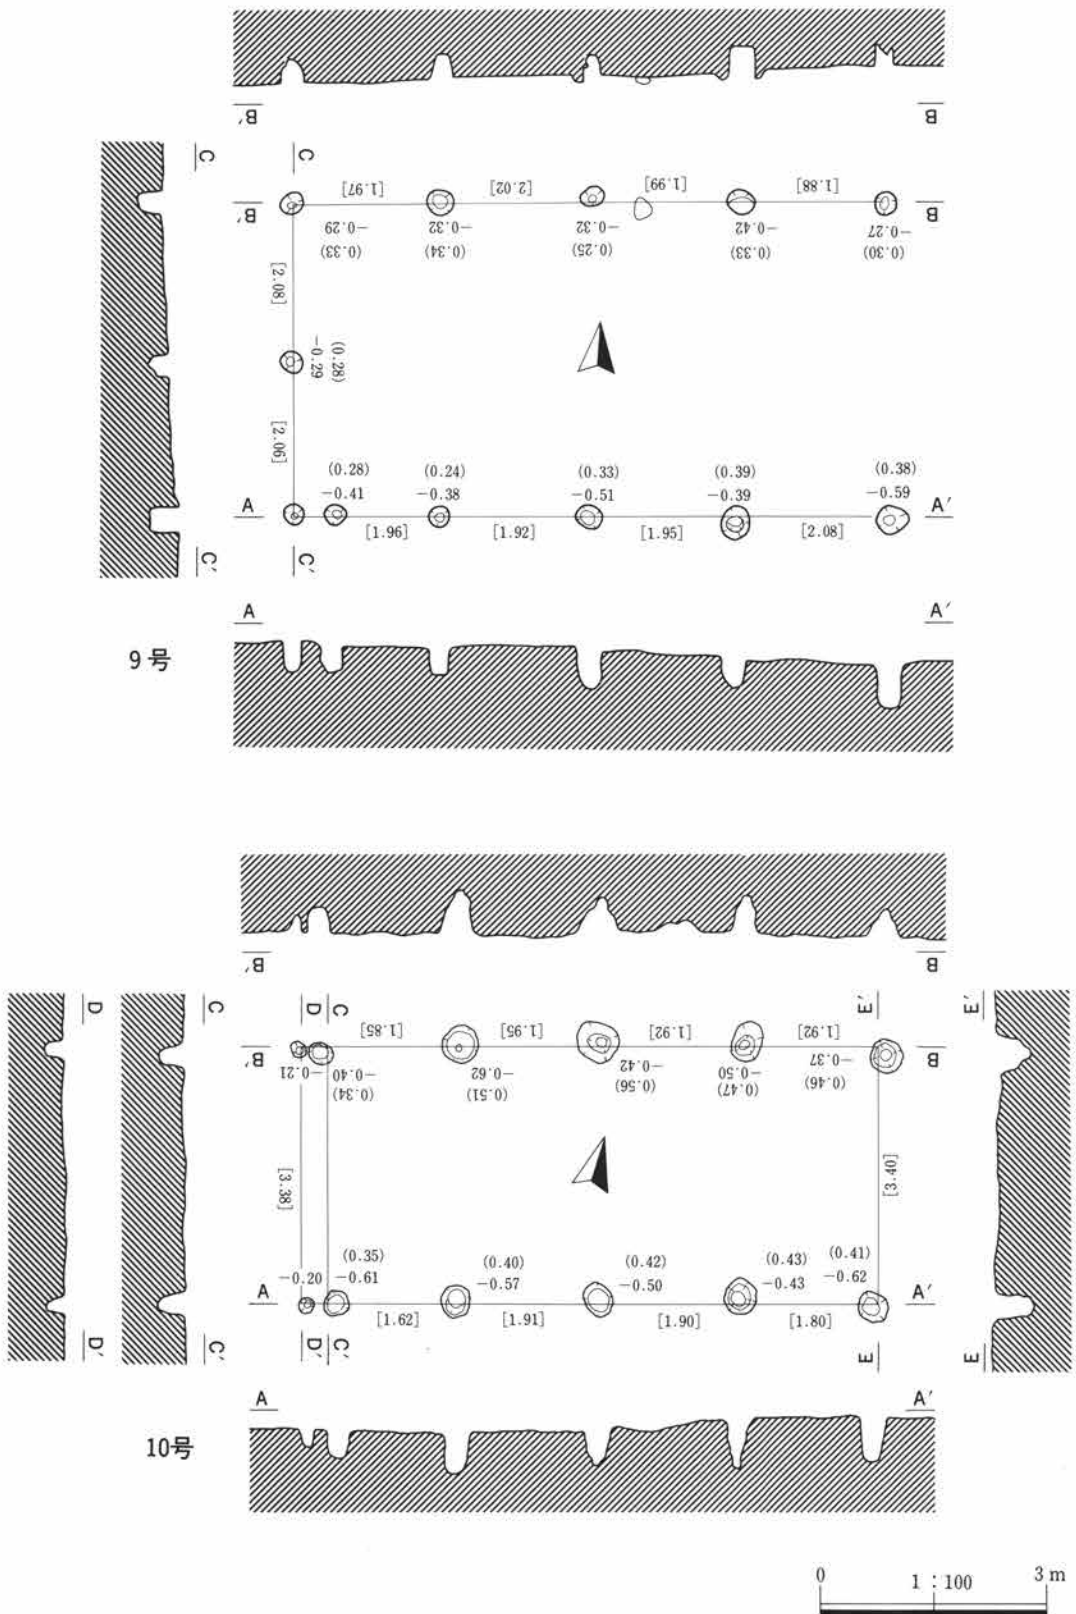 B′ B
C C
[1.97] [2.02] [1.99] [1.88]
B′ B
-0.29 -0.32 -0.32 -0.42 -0.27
(0.33) (0.34) (0.25) (0.33) (0.30)
[2.08]
(0.28)
-0.29
[2.06]
(0.28) (0.24) (0.33) (0.39) (0.38)
-0.41 -0.38 -0.51 -0.39 -0.59
A A′
[1.96] [1.92] [1.95] [2.08]
C′ C′
A A′
9号
B′ B
D C D C E′ E′
[1.85] [1.95] [1.92] [1.92]
B′ B
-0.21 -0.40 -0.62 -0.42 -0.50 -0.37
(0.34) (0.51) (0.56) (0.47) (0.46)
[3.38] [3.40]
(0.35) (0.40) (0.42) (0.43) (0.41)
-0.20 -0.61 -0.57 -0.50 -0.43 -0.62
A A′
[1.62] [1.91] [1.90] [1.80]
D′ C′ D′ C′ E E
A A′
10号
0 1 : 100 3 m